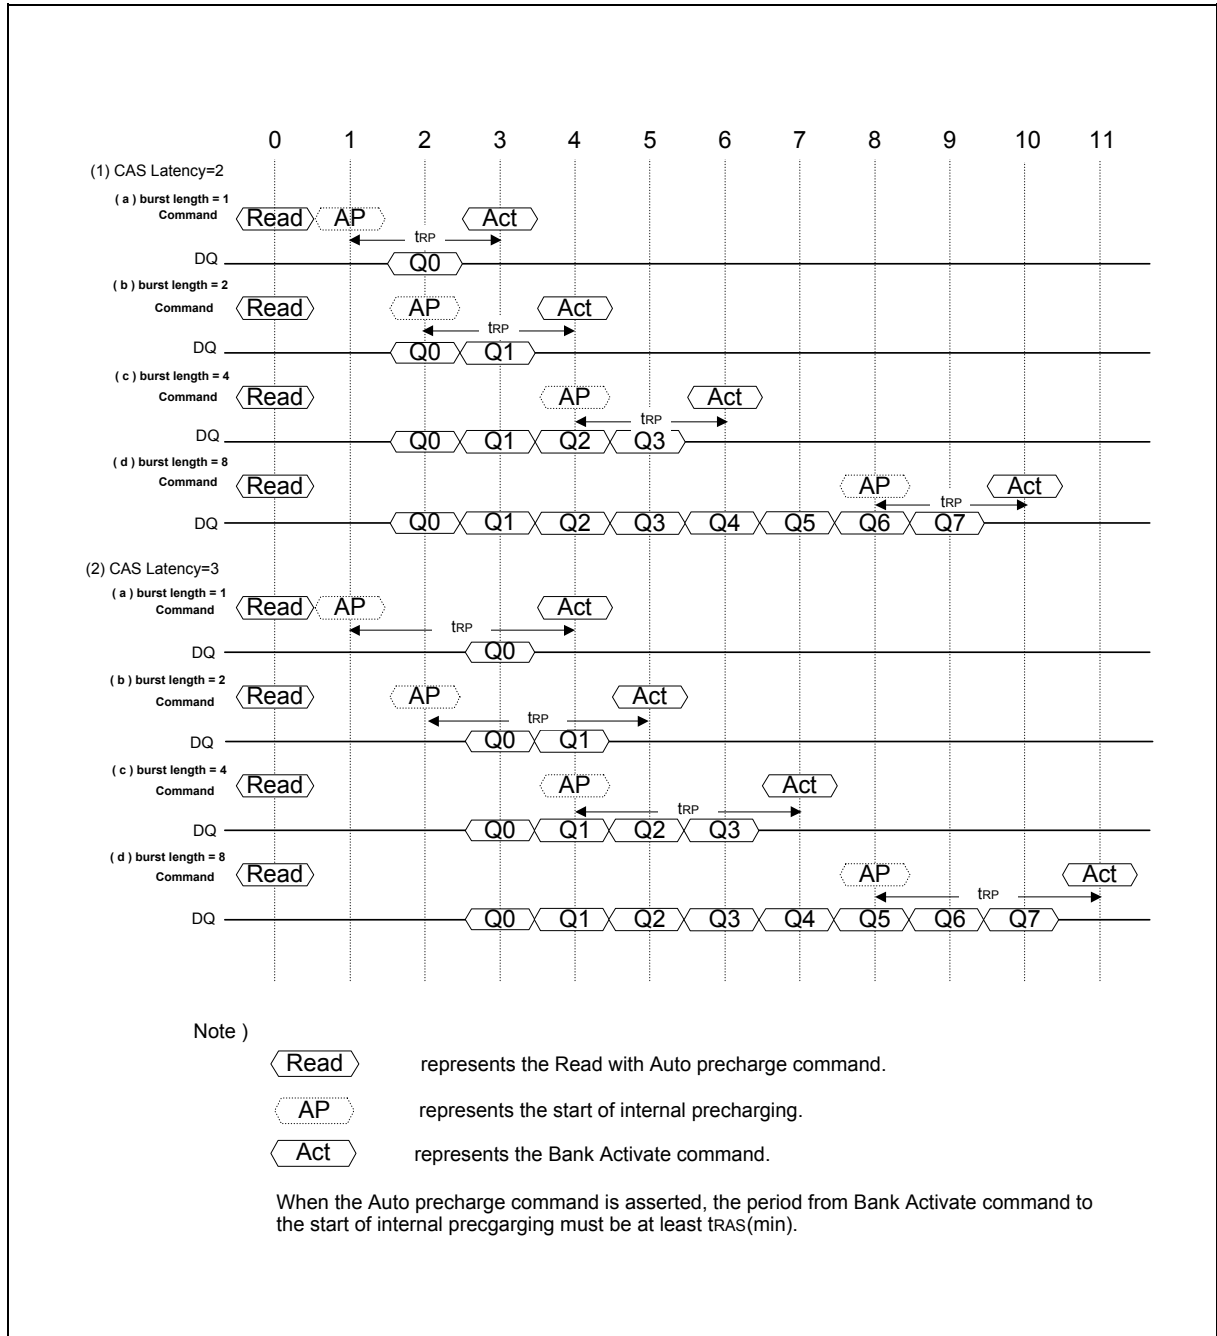 0 1 2 3 4 5 6 7 8 9 10 11
(1) CAS Latency=2
( a ) burst length = 1
Command Read AP Act
tRP
DQ Q0
( b ) burst length = 2
Command Read AP Act
tRP
DQ Q0 Q1
( c ) burst length = 4
Command Read AP Act
tRP
DQ Q0 Q1 Q2 Q3
( d ) burst length = 8
Command Read AP Act
tRP
DQ Q0 Q1 Q2 Q3 Q4 Q5 Q6 Q7
(2) CAS Latency=3
( a ) burst length = 1
Command Read AP Act
tRP
DQ Q0
( b ) burst length = 2
Command Read AP Act
tRP
DQ Q0 Q1
( c ) burst length = 4
Command Read AP Act
tRP
DQ Q0 Q1 Q2 Q3
( d ) burst length = 8
Command Read AP Act
tRP
DQ Q0 Q1 Q2 Q3 Q4 Q5 Q6 Q7
Note )
Read represents the Read with Auto precharge command.
AP represents the start of internal precharging.
Act represents the Bank Activate command.
When the Auto precharge command is asserted, the period from Bank Activate command to
the start of internal precgarging must be at least tRAS(min).